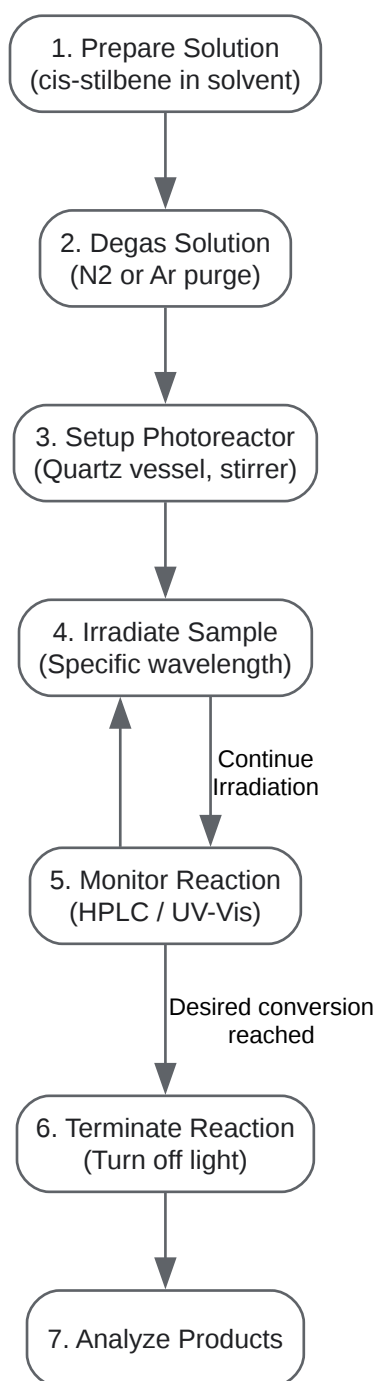 1. Prepare Solution
(cis-stilbene in solvent)
2. Degas Solution
(N2 or Ar purge)
3. Setup Photoreactor
(Quartz vessel, stirrer)
4. Irradiate Sample
(Specific wavelength)
Continue
Irradiation
5. Monitor Reaction
(HPLC / UV-Vis)
Desired conversion
reached
6. Terminate Reaction
(Turn off light)
7. Analyze Products